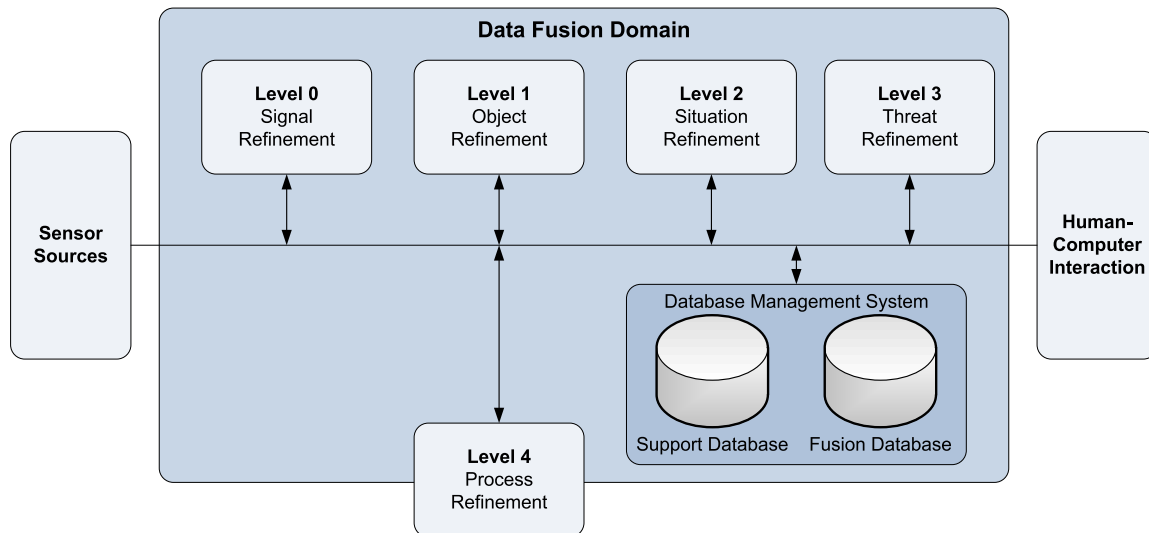 Data Fusion Domain
Level 0
Signal
Refinement
Level 1
Object
Refinement
Level 2
Situation
Refinement
Level 3
Threat
Refinement
Sensor
Sources
Human-
Computer
Interaction
Database Management System
Support Database
Fusion Database
Level 4
Process
Refinement